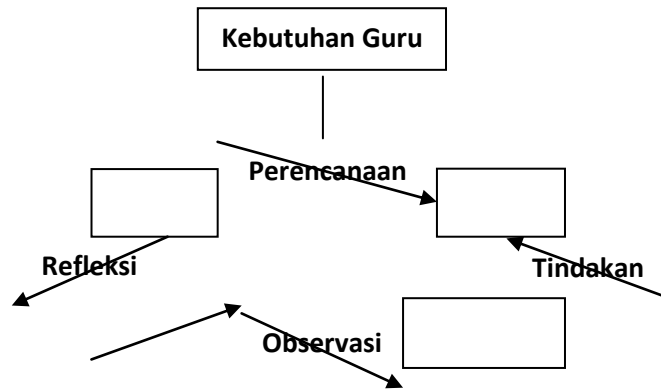 Kebutuhan Guru
Perencanaan
Refleksi
Tindakan
Observasi